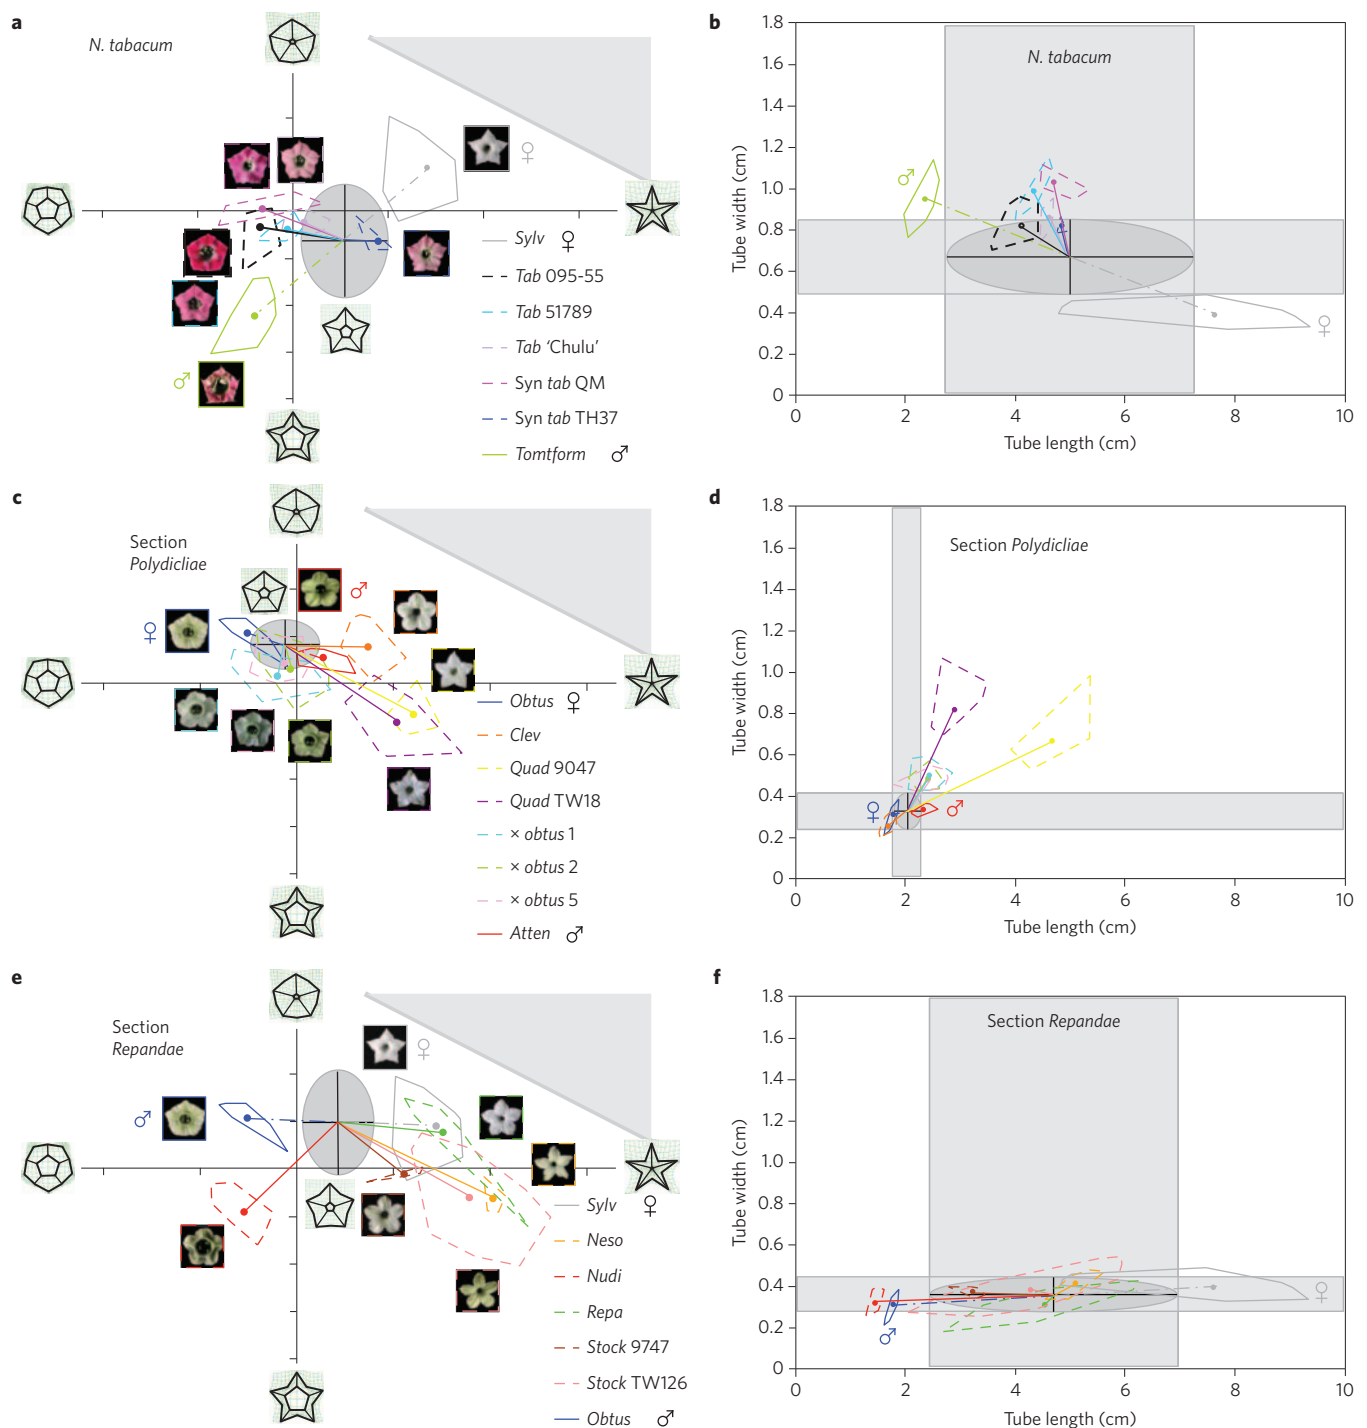 a
N. tabacum
♀
Sylv ♀
Tab 095-55
Tab 51789
Tab 'Chulu'
Syn tab QM
Syn tab TH37
Tomtform ♂
♂
b
N. tabacum
1.8
1.6
1.4
1.2
1.0
0.8
0.6
0.4
0.2
0
Tube width (cm)
♂
♀
0 2 4 6 8 10
Tube length (cm)
c
Section
Polydicliae
♂
♀
Obtus ♀
Clev
Quad 9047
Quad TW18
× obtus 1
× obtus 2
× obtus 5
Atten ♂
d
Section Polydicliae
1.8
1.6
1.4
1.2
1.0
0.8
0.6
0.4
0.2
0
Tube width (cm)
♀ ♂
0 2 4 6 8 10
Tube length (cm)
e
Section
Repandae
♀
♂
Sylv ♀
Neso
Nudi
Repa
Stock 9747
Stock TW126
Obtus ♂
f
Section Repandae
1.8
1.6
1.4
1.2
1.0
0.8
0.6
0.4
0.2
0
Tube width (cm)
♀
♂
0 2 4 6 8 10
Tube length (cm)